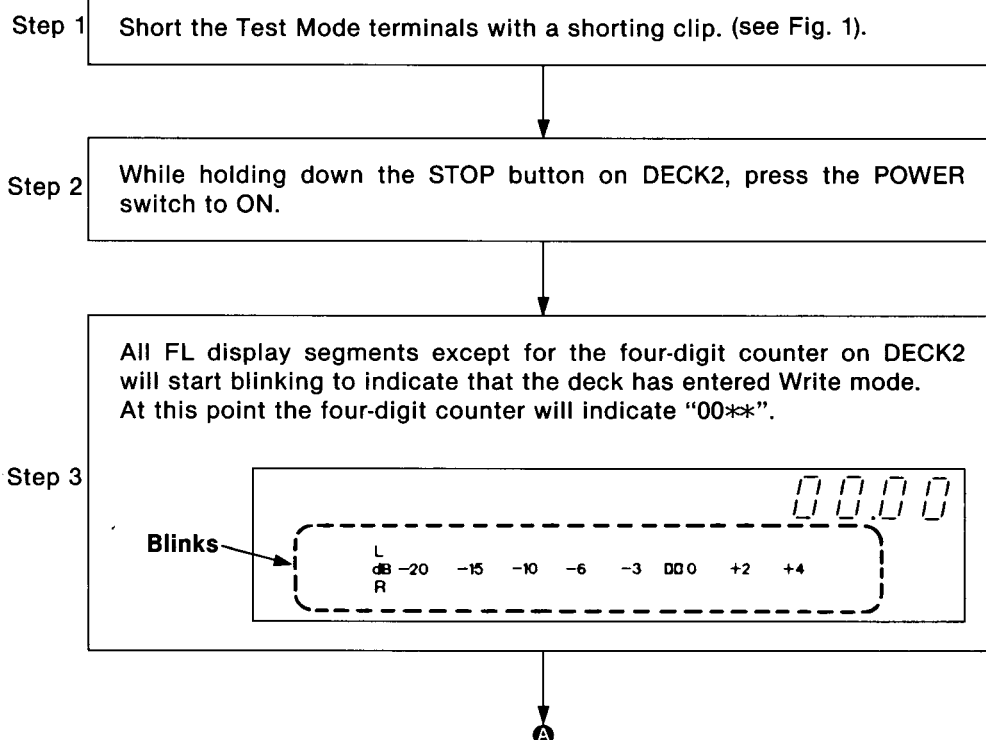 Step 1
Short the Test Mode terminals with a shorting clip. (see Fig. 1).
Step 2
While holding down the STOP button on DECK2, press the POWER
switch to ON.
Step 3
All FL display segments except for the four-digit counter on DECK2
will start blinking to indicate that the deck has entered Write mode.
At this point the four-digit counter will indicate “00**”.
00.00
Blinks
L
dB -20 -15 -10 -6 -3 0 +2 +4
R
A